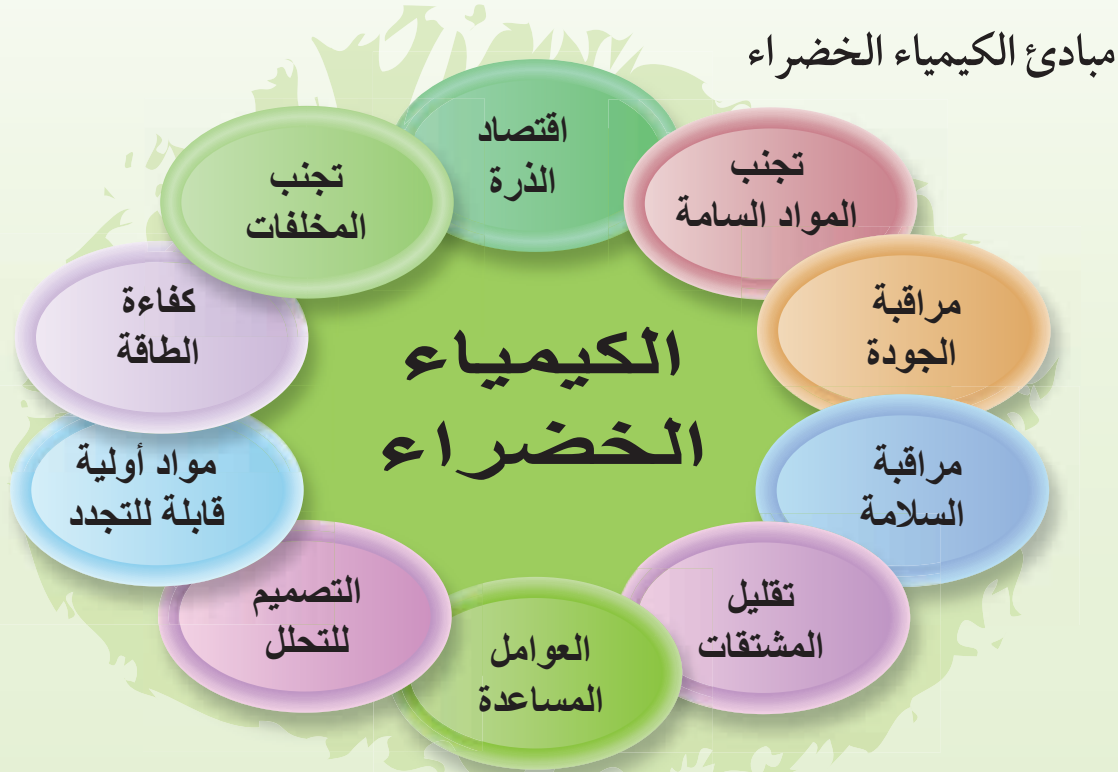 مبادئ الكيمياء الخضراء
اقتصاد
الذرة
تجنب
المواد السامة
مراقبة
الجودة
مراقبة
السلامة
تقليل
المشتقات
العوامل
المساعدة
التصميم
للتحلل
مواد أولية
قابلة للتجدد
كفاءة
الطاقة
تجنب
المخلفات
الكيمياء
الخضراء